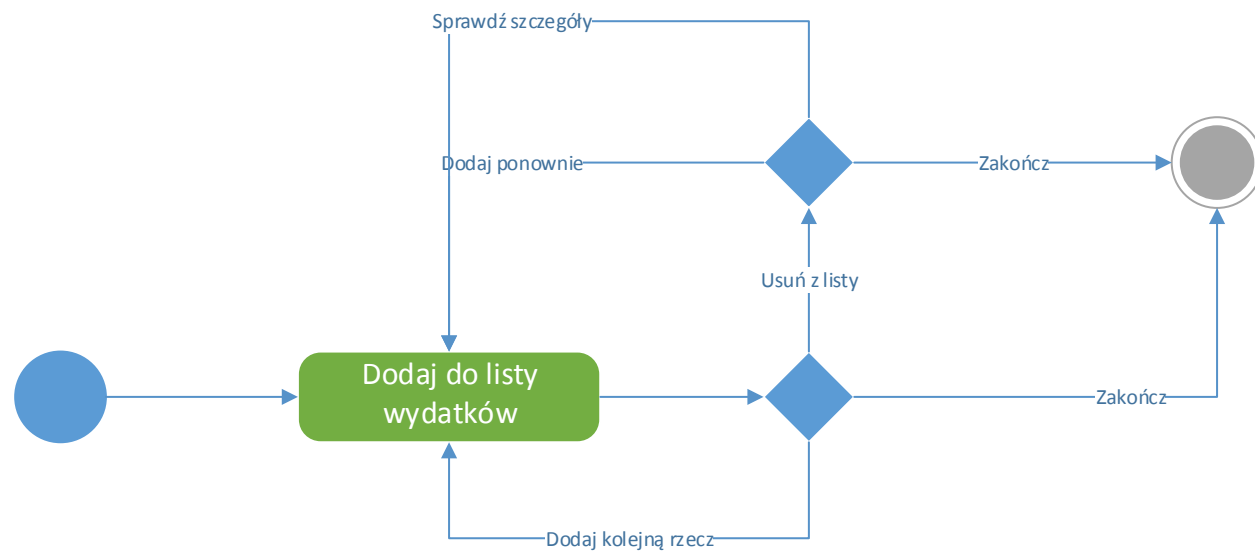 Sprawdź szczegóły
Dodaj ponownie
Zakończ
Usuń z listy
Dodaj do listy
wydatków
Zakończ
Dodaj kolejną rzecz